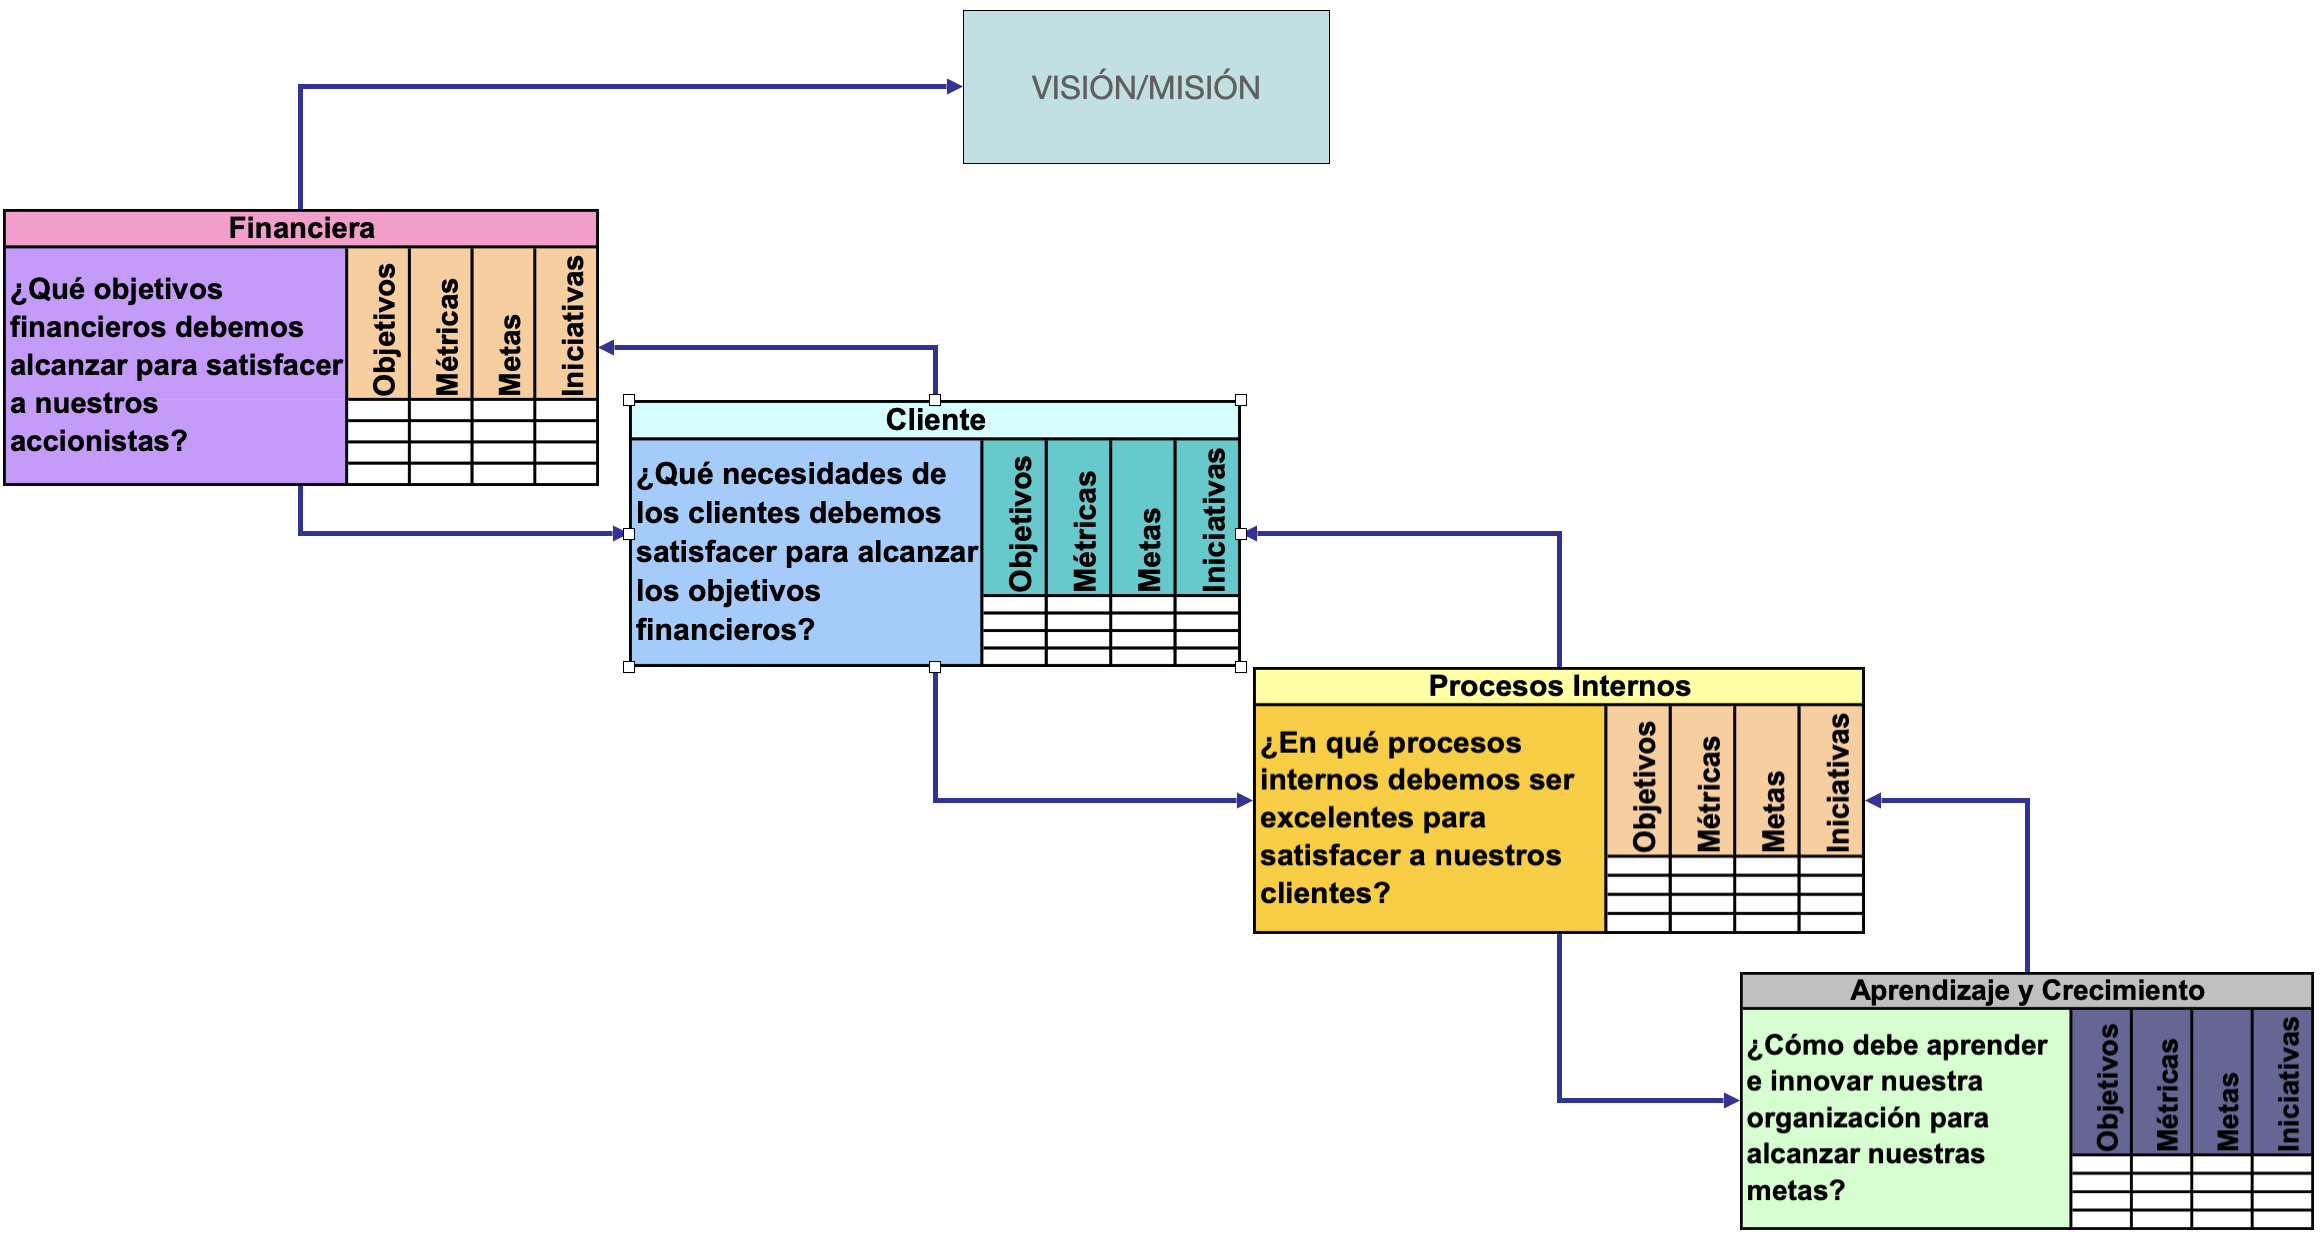 VISIÓN/MISIÓN
Financiera
¿Qué objetivos
financieros debemos
alcanzar para satisfacer
a nuestros
accionistas?
Objetivos
Métricas
Metas
Iniciativas
Cliente
¿Qué necesidades de
los clientes debemos
satisfacer para alcanzar
los objetivos
financieros?
Objetivos
Métricas
Metas
Iniciativas
Procesos Internos
¿En qué procesos
internos debemos ser
excelentes para
satisfacer a nuestros
clientes?
Objetivos
Métricas
Metas
Iniciativas
Aprendizaje y Crecimiento
¿Cómo debe aprender
e innovar nuestra
organización para
alcanzar nuestras
metas?
Objetivos
Métricas
Metas
Iniciativas